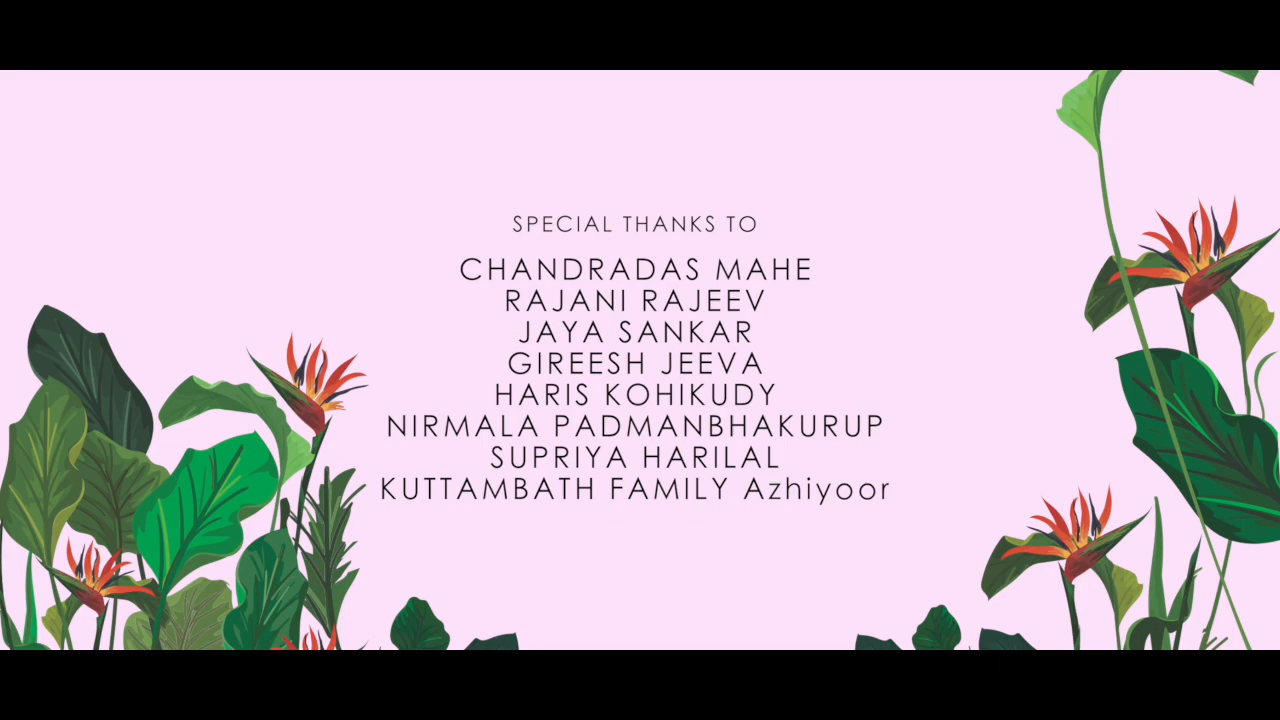 SPECIAL THANKS TO
CHANDRADAS MAHE
RAJANI RAJEEV
JAYA SANKAR
GIREESH JEEVA
HARIS KOHIKUDY
NIRMALA PADMANBHAKURUP
SUPRIYA HARILAL
KUTTAMBATH FAMILY Azhiyoor